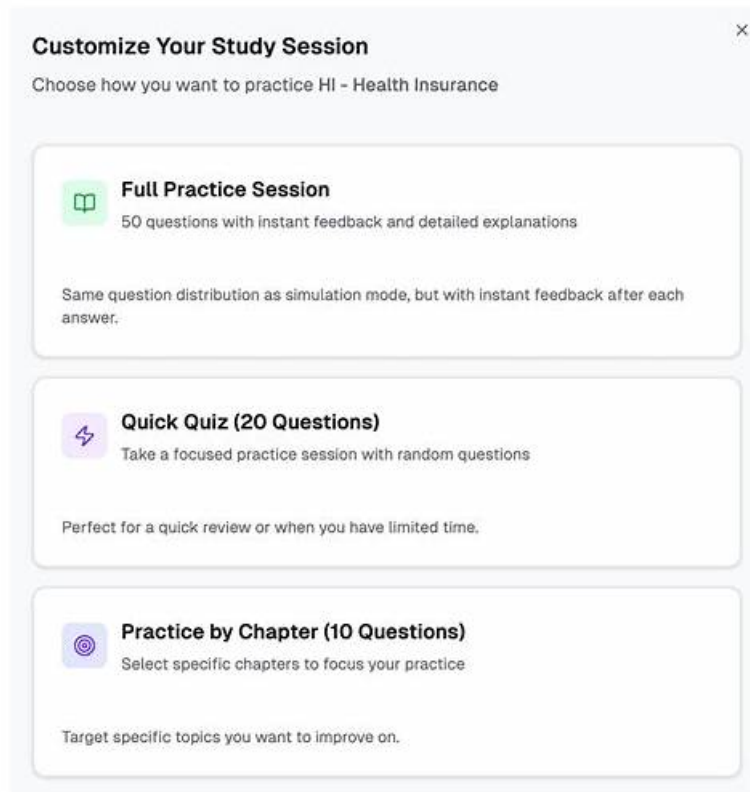 Customize Your Study Session
Choose how you want to practice HI - Health Insurance
Full Practice Session
50 questions with instant feedback and detailed explanations
Same question distribution as simulation mode, but with instant feedback after each
answer.
Quick Quiz (20 Questions)
Take a focused practice session with random questions
Perfect for a quick review or when you have limited time.
Practice by Chapter (10 Questions)
Select specific chapters to focus your practice
Target specific topics you want to improve on.